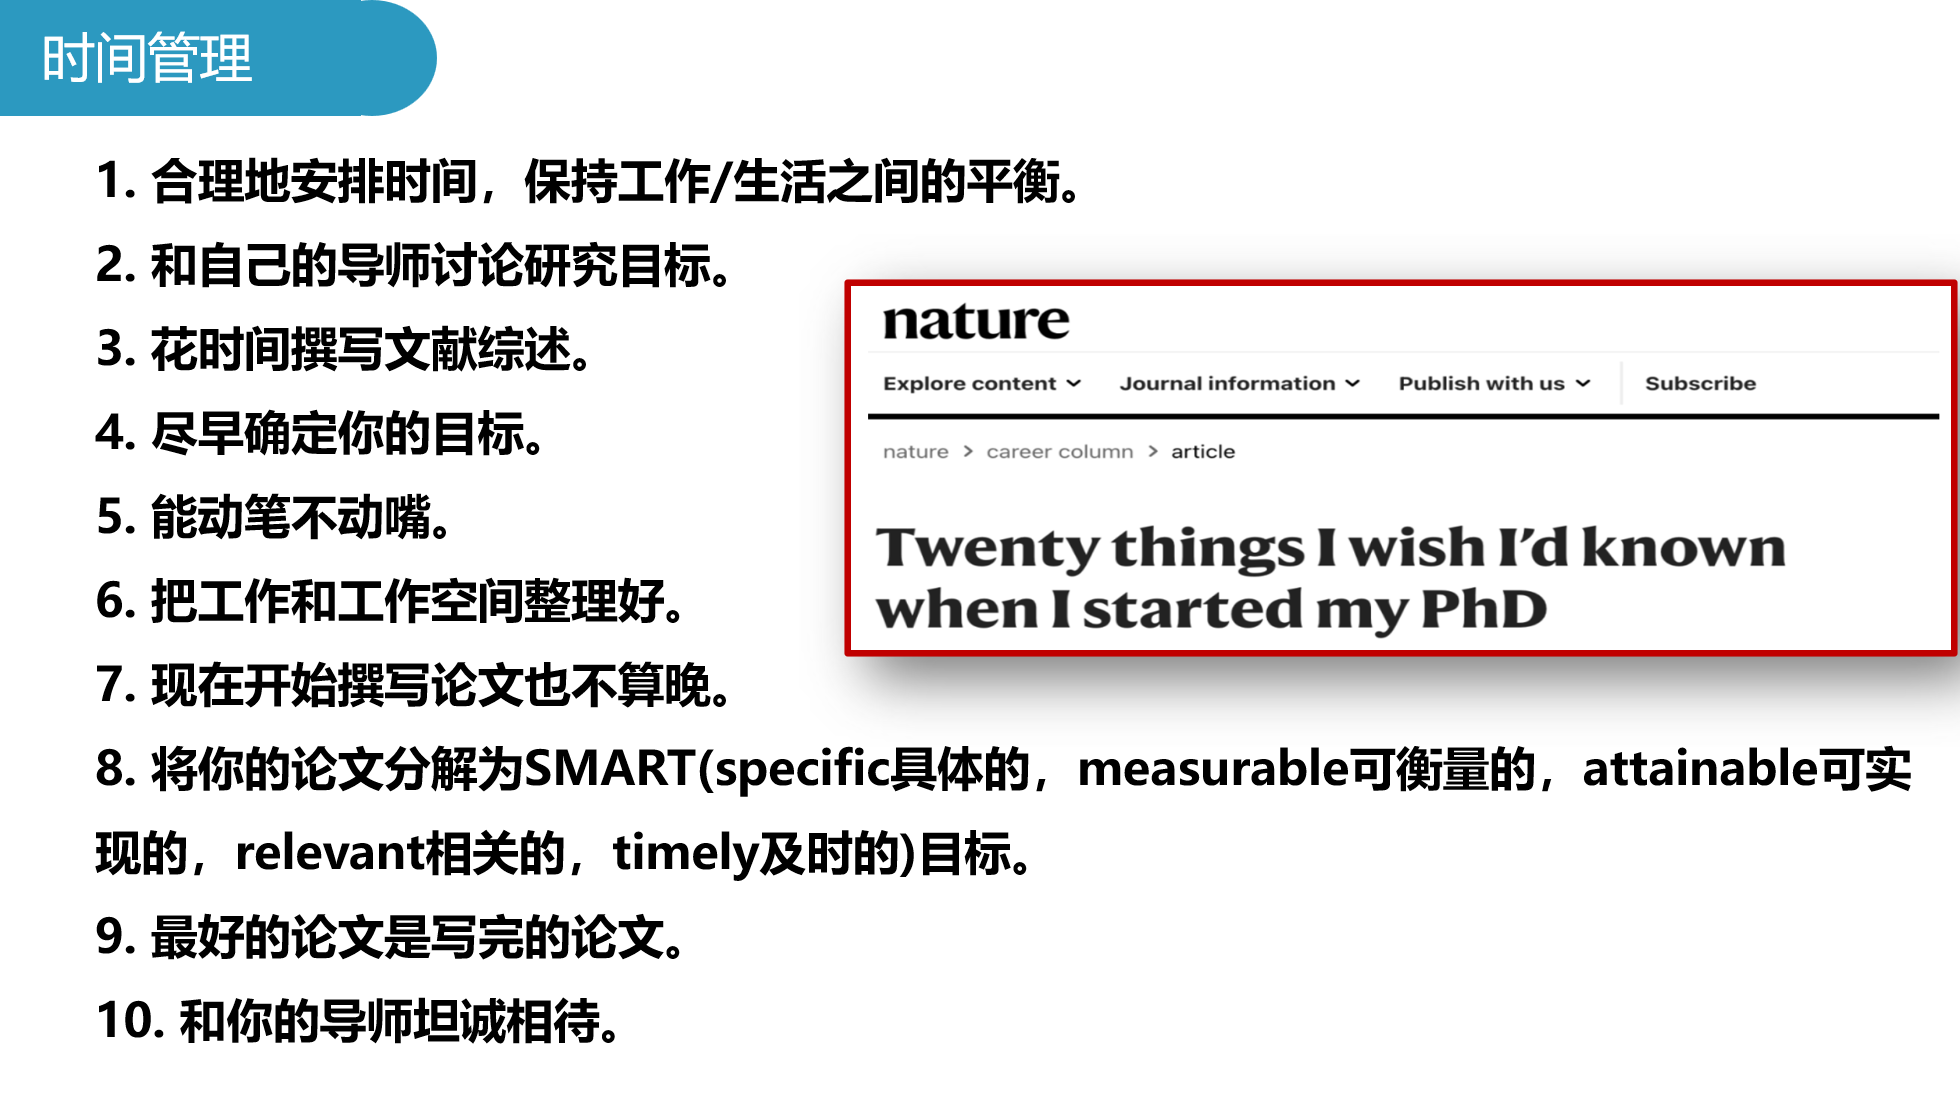 时间管理
1. 合理地安排时间，保持工作/生活之间的平衡。
2. 和自己的导师讨论研究目标。
3. 花时间撰写文献综述。
4. 尽早确定你的目标。
5. 能动笔不动嘴。
6. 把工作和工作空间整理好。
7. 现在开始撰写论文也不算晚。
8. 将你的论文分解为SMART(specific具体的，measurable可衡量的，attainable可实
现的，relevant相关的，timely及时的)目标。
9. 最好的论文是写完的论文。
10. 和你的导师坦诚相待。
nature
Explore content Journal information Publish with us Subscribe
nature > career column > article
Twenty things I wish I’d known
when I started my PhD